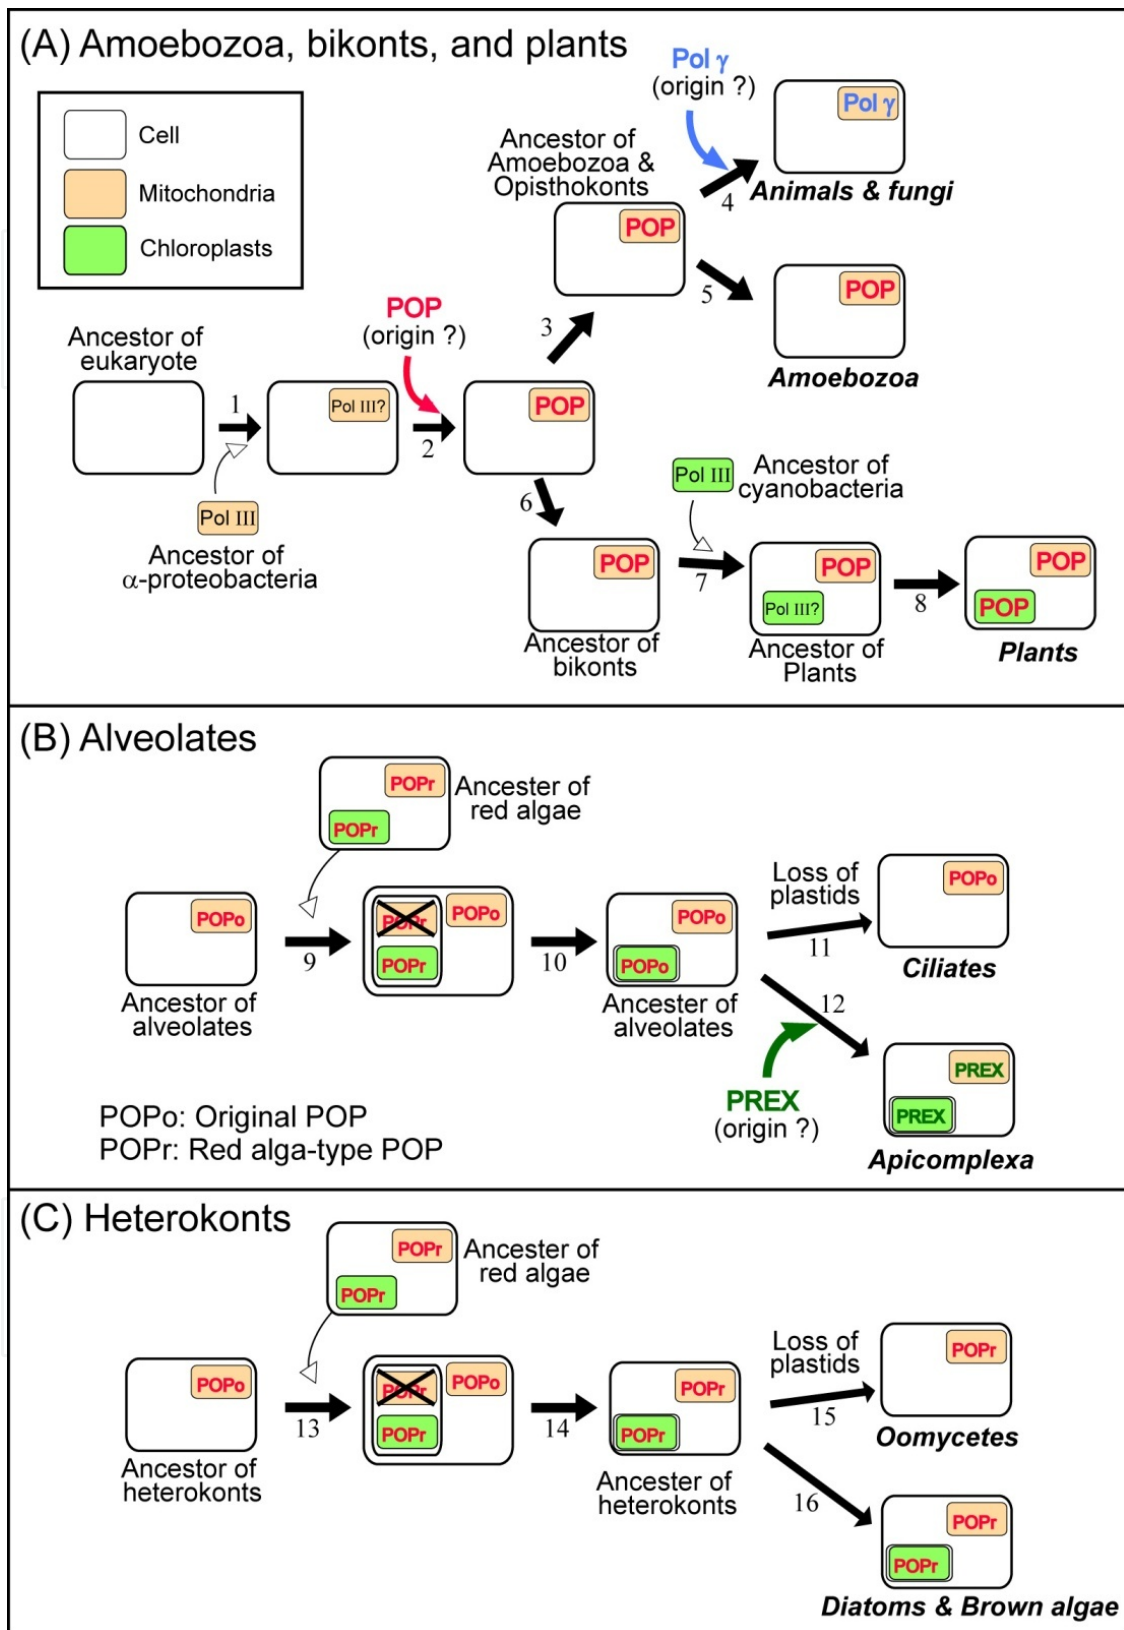 (A) Amoebozoa, bikonts, and plants
Cell
Mitochondria
Chloroplasts
Pol γ
(origin ?)
Pol γ
Animals & fungi
4
Ancestor of
Amoebozoa &
Opisthokonts
POP
5
POP
Amoebozoa
3
POP
(origin ?)
Ancestor of
eukaryote
1
Pol III?
2
POP
Pol III
Ancestor of
α-proteobacteria
6
POP
Ancestor of
bikonts
Pol III
Ancestor of
cyanobacteria
7
POP
Pol III?
Ancestor of
Plants
8
POP
POP
Plants
(B) Alveolates
POPr
POPr
Ancester of
red algae
POPo
Ancestor of
alveolates
9
POPr
POPo
POPr
10
POPo
POPo
Ancester of
alveolates
Loss of
plastids
11
POPo
Ciliates
12
PREX
(origin ?)
PREX
PREX
Apicomplexa
POPo: Original POP
POPr: Red alga-type POP
(C) Heterokonts
POPr
POPr
Ancester of
red algae
POPo
Ancestor of
heterokonts
13
POPr
POPo
POPr
14
POPr
POPr
Ancester of
heterokonts
Loss of
plastids
15
POPr
Oomycetes
16
POPr
POPr
Diatoms & Brown algae